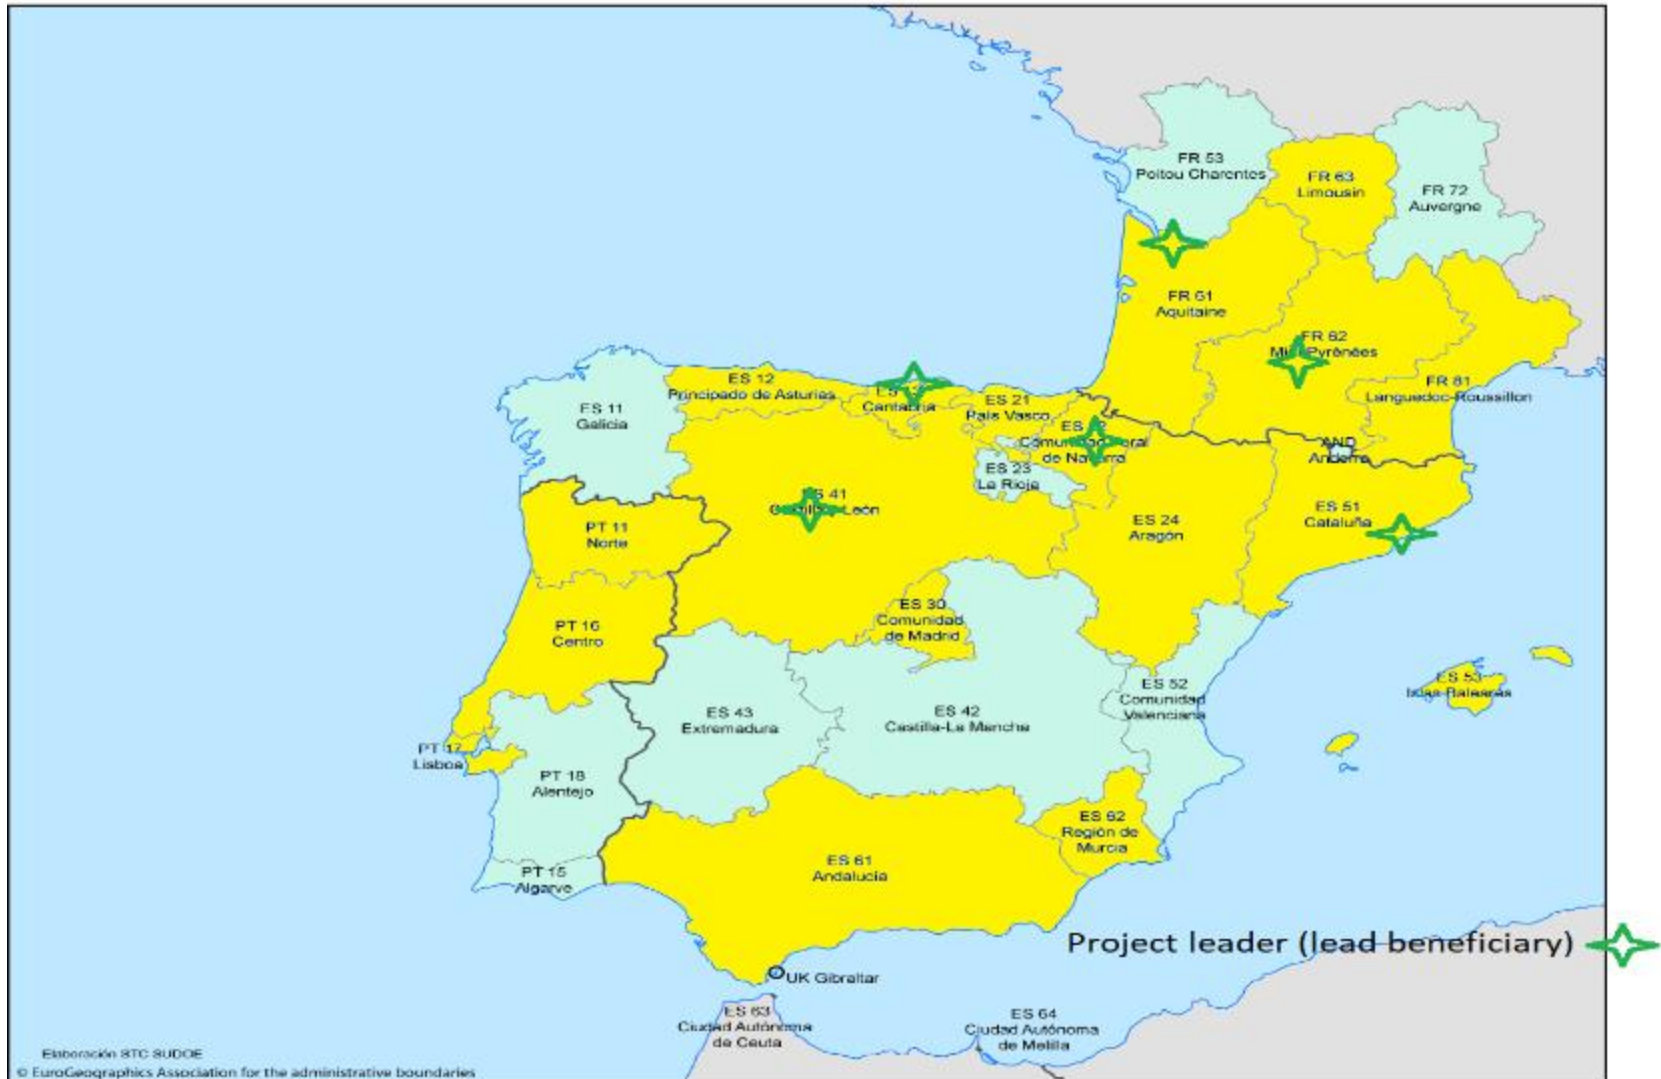 FR 53
Poitou Charentes
FR 63
Limousin
FR 72
Auvergne
FR 61
Aquitaine
FR 62
Pyrénées
FR 81
Languedoc-Roussillon
ES 12
Principado de Asturias
ES
Cantabria
ES 21
País Vasco
ES 11
Galicia
ES
de Navarra
ES 23
La Rioja
AND
Andorra
ES 41
León
ES 24
Aragón
ES 51
Cataluña
PT 11
Norte
ES 30
Comunidad
de Madrid
PT 16
Centro
ES 53
Islas Baleares
ES 52
Comunidad
Valenciana
ES 43
Extremadura
ES 42
Castilla-La Mancha
PT 17
Lisboa
PT 18
Alentejo
ES 62
Región de
Murcia
ES 61
Andalucía
PT 15
Algarve
Project leader (lead beneficiary)
UK Gibraltar
ES 63
Ciudad Autónoma
de Ceuta
ES 64
Ciudad Autónoma
de Melilla
Elaboración STC SUDOE
© EuroGeographics Association for the administrative boundaries